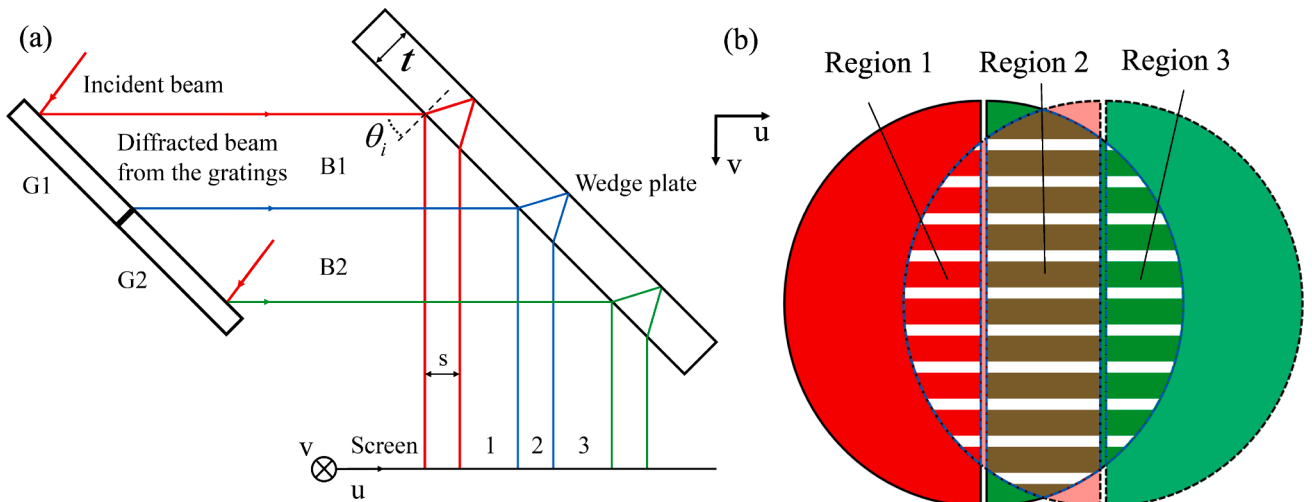 (a)
t
Incident beam
θi
Diffracted beam
from the gratings
B1
G1
Wedge plate
G2
B2
s
v
Screen
1
2
3
u
(b)
Region 1
Region 2
Region 3
u
v